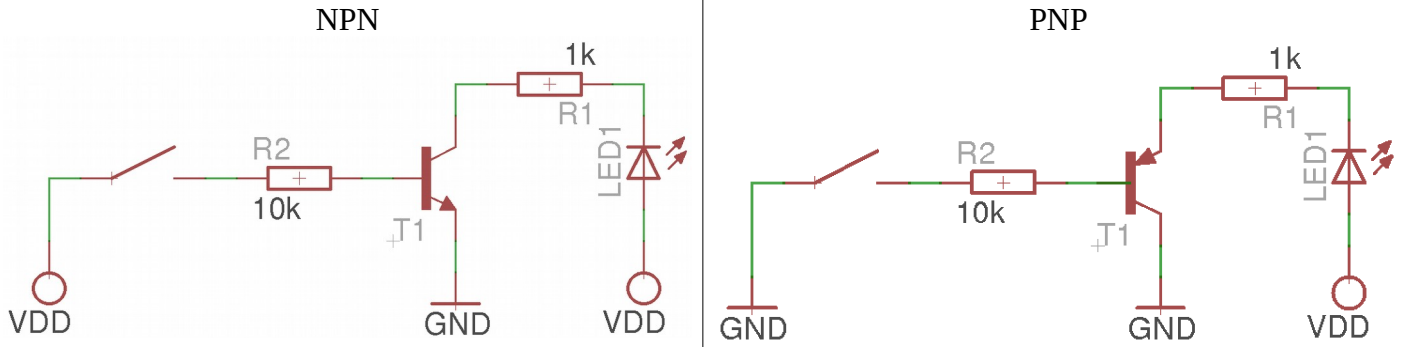 NPN
1k
R1
R2
10k
T1
LED1
VDD
GND
VDD
PNP
1k
R1
R2
10k
T1
LED1
GND
GND
VDD